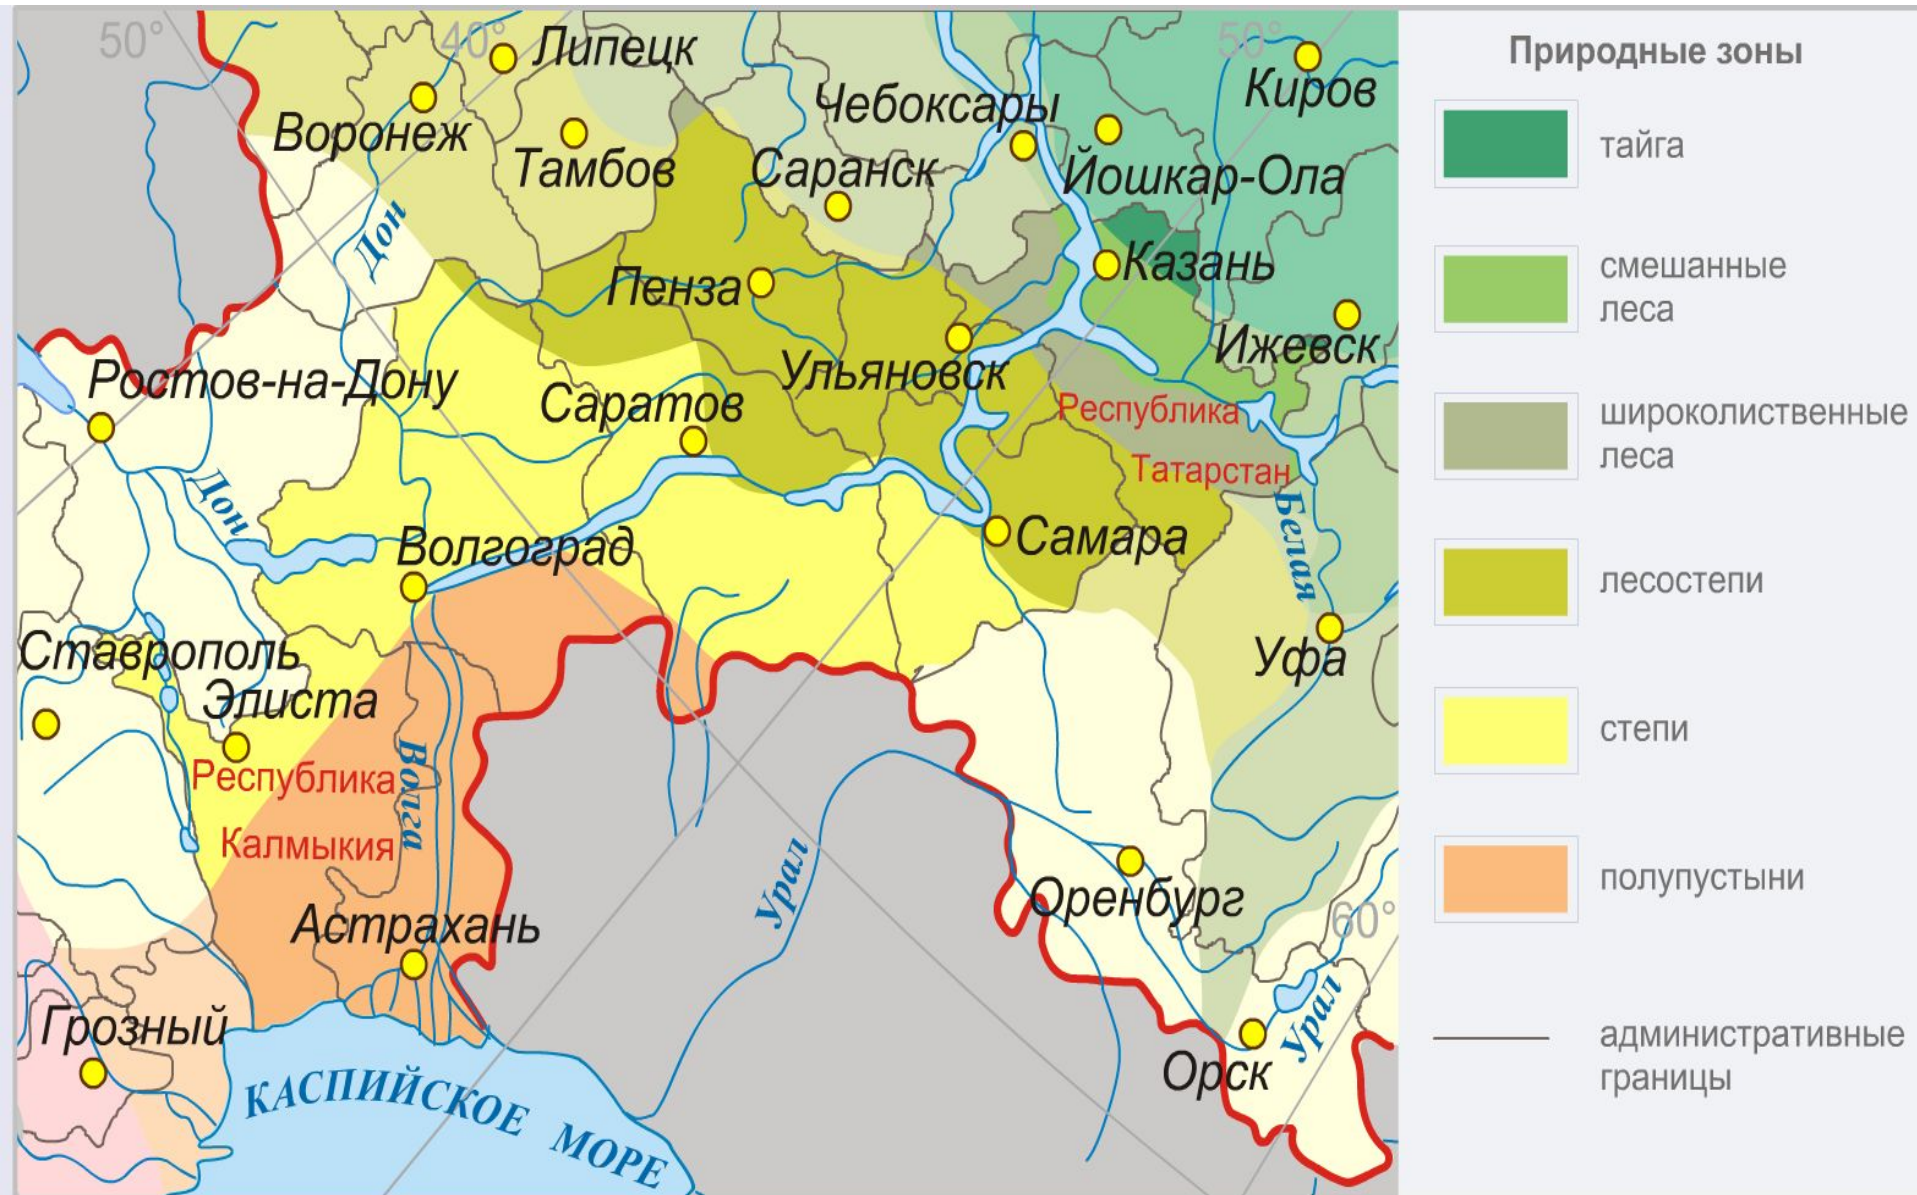 50°
40°
50°
Липецк
Киров
Воронеж
Чебоксары
Тамбов
Саранск
Йошкар-Ола
Дон
Пенза
Казань
Ижевск
Ростов-на-Дону
Саратов
Ульяновск
Республика
Татарстан
Дон
Белая
Волгоград
Самара
Ставрополь
Уфа
Элиста
Республика
Калмыкия
Волга
Урал
Оренбург
60°
Астрахань
Грозный
Урал
Орск
КАСПИЙСКОЕ МОРЕ
Природные зоны
тайга
смешанные
леса
широколиственные
леса
лесостепи
степи
полупустыни
административные
границы